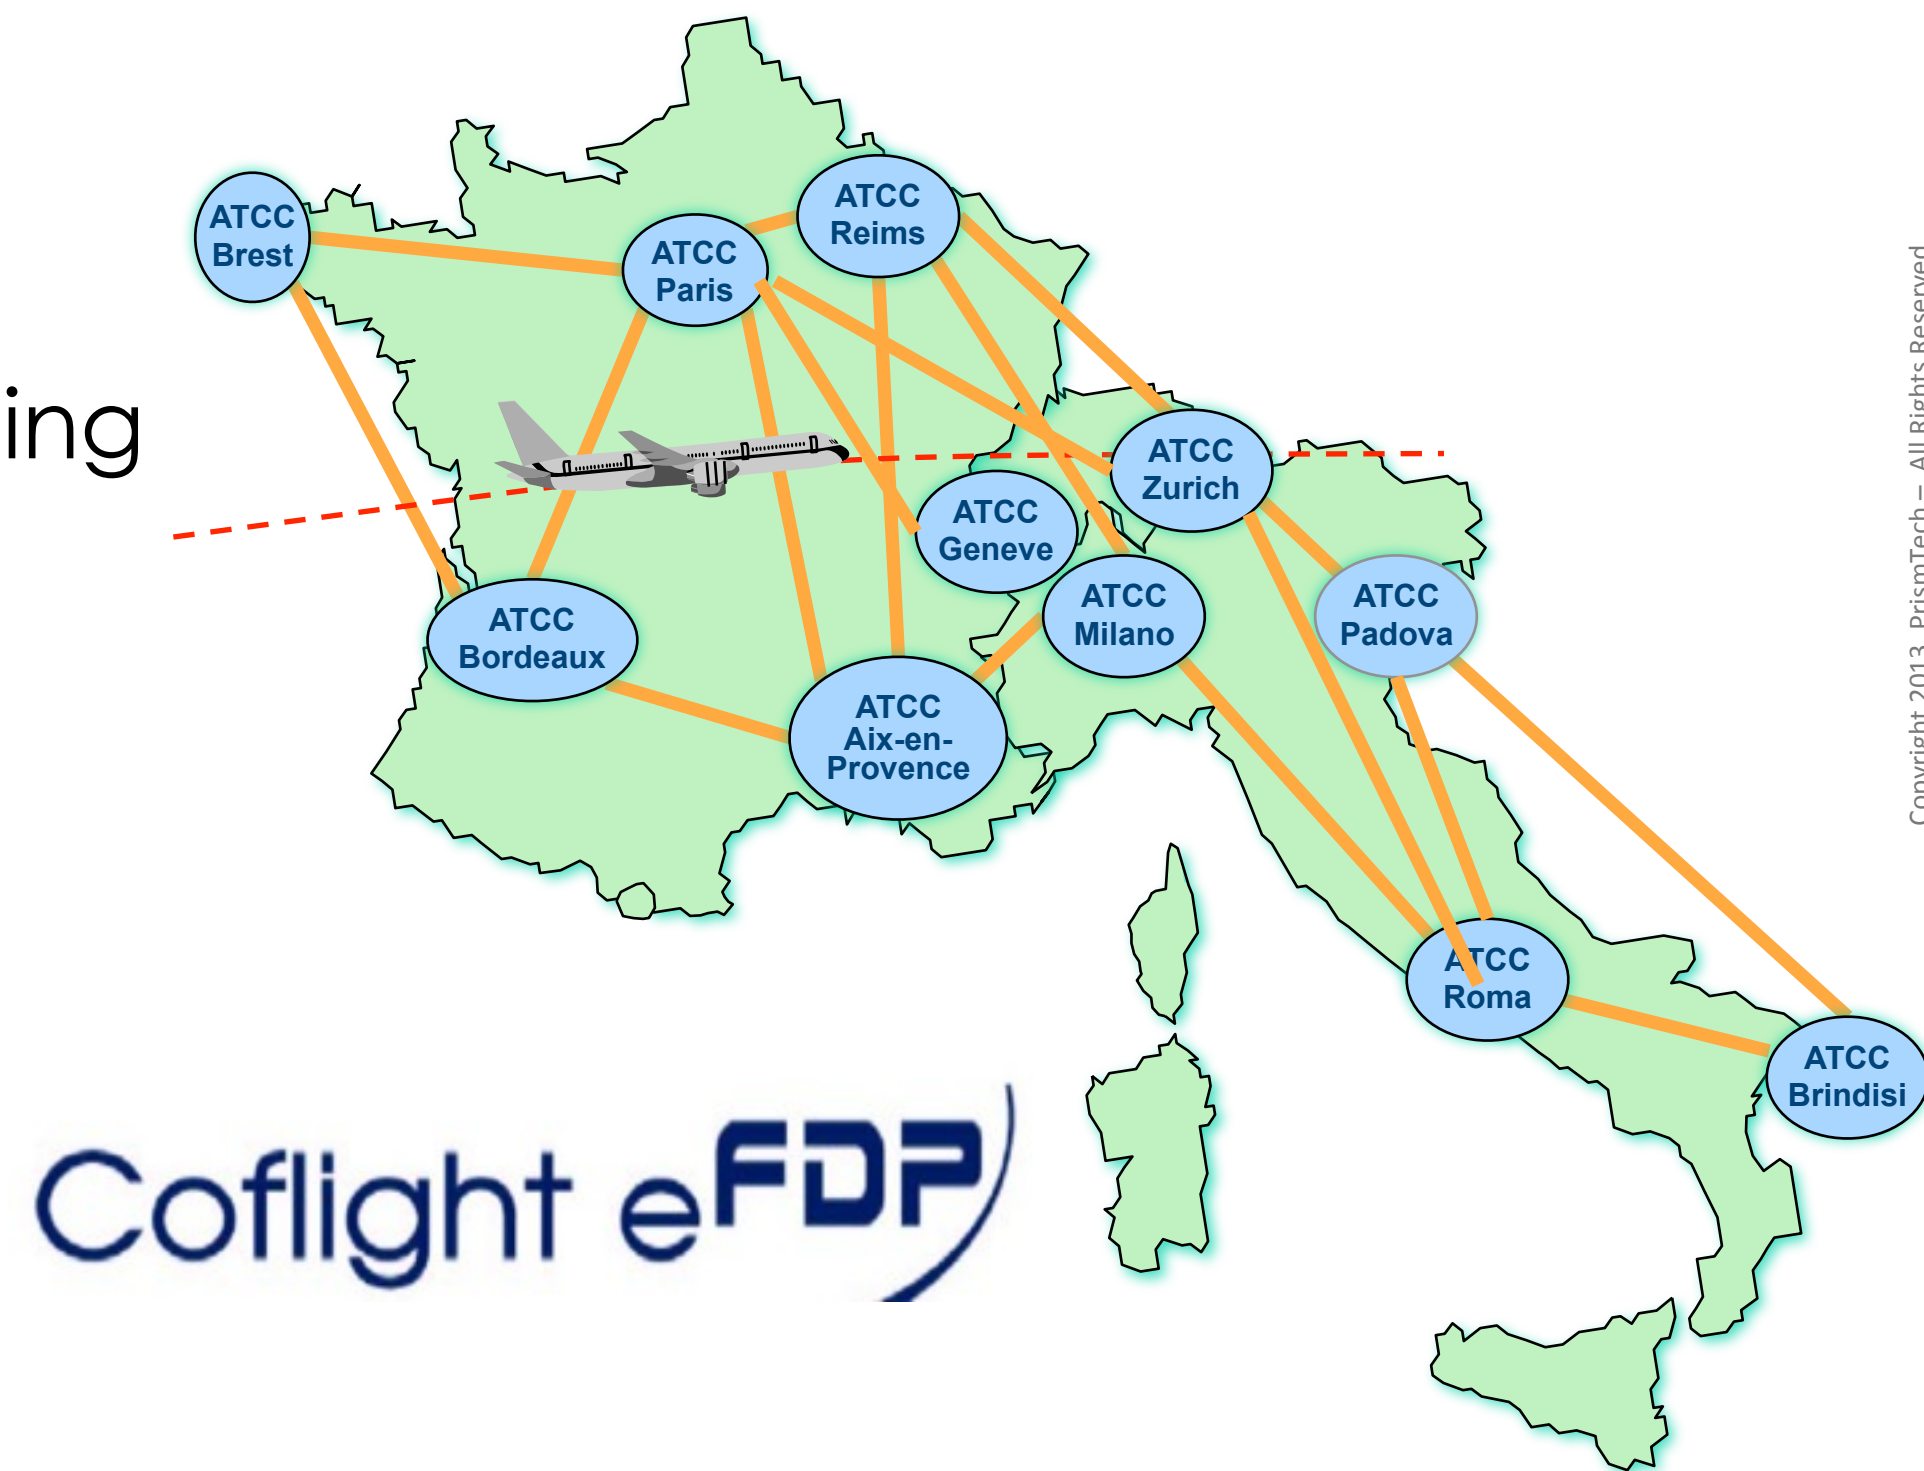 ing
ATCC
Brest
ATCC
Paris
ATCC
Reims
ATCC
Zurich
ATCC
Geneve
ATCC
Milano
ATCC
Padova
ATCC
Bordeaux
ATCC
Aix-en-
Provence
ATCC
Roma
ATCC
Brindisi
Coflight eFDP
Copyright 2013, PrismTech – All Rights Reserved